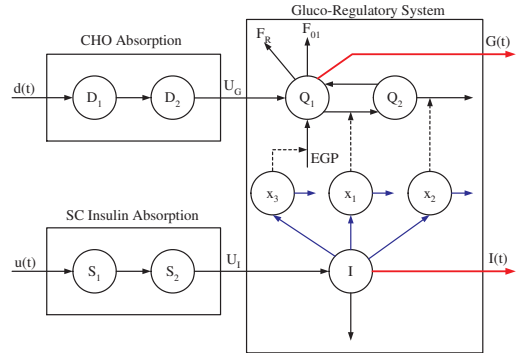 Gluco-Regulatory System
CHO Absorption
F_R
F_01
G(t)
d(t)
D_1
D_2
U_G
Q_1
Q_2
EGP
x_3
x_1
x_2
SC Insulin Absorption
u(t)
S_1
S_2
U_I
I
I(t)